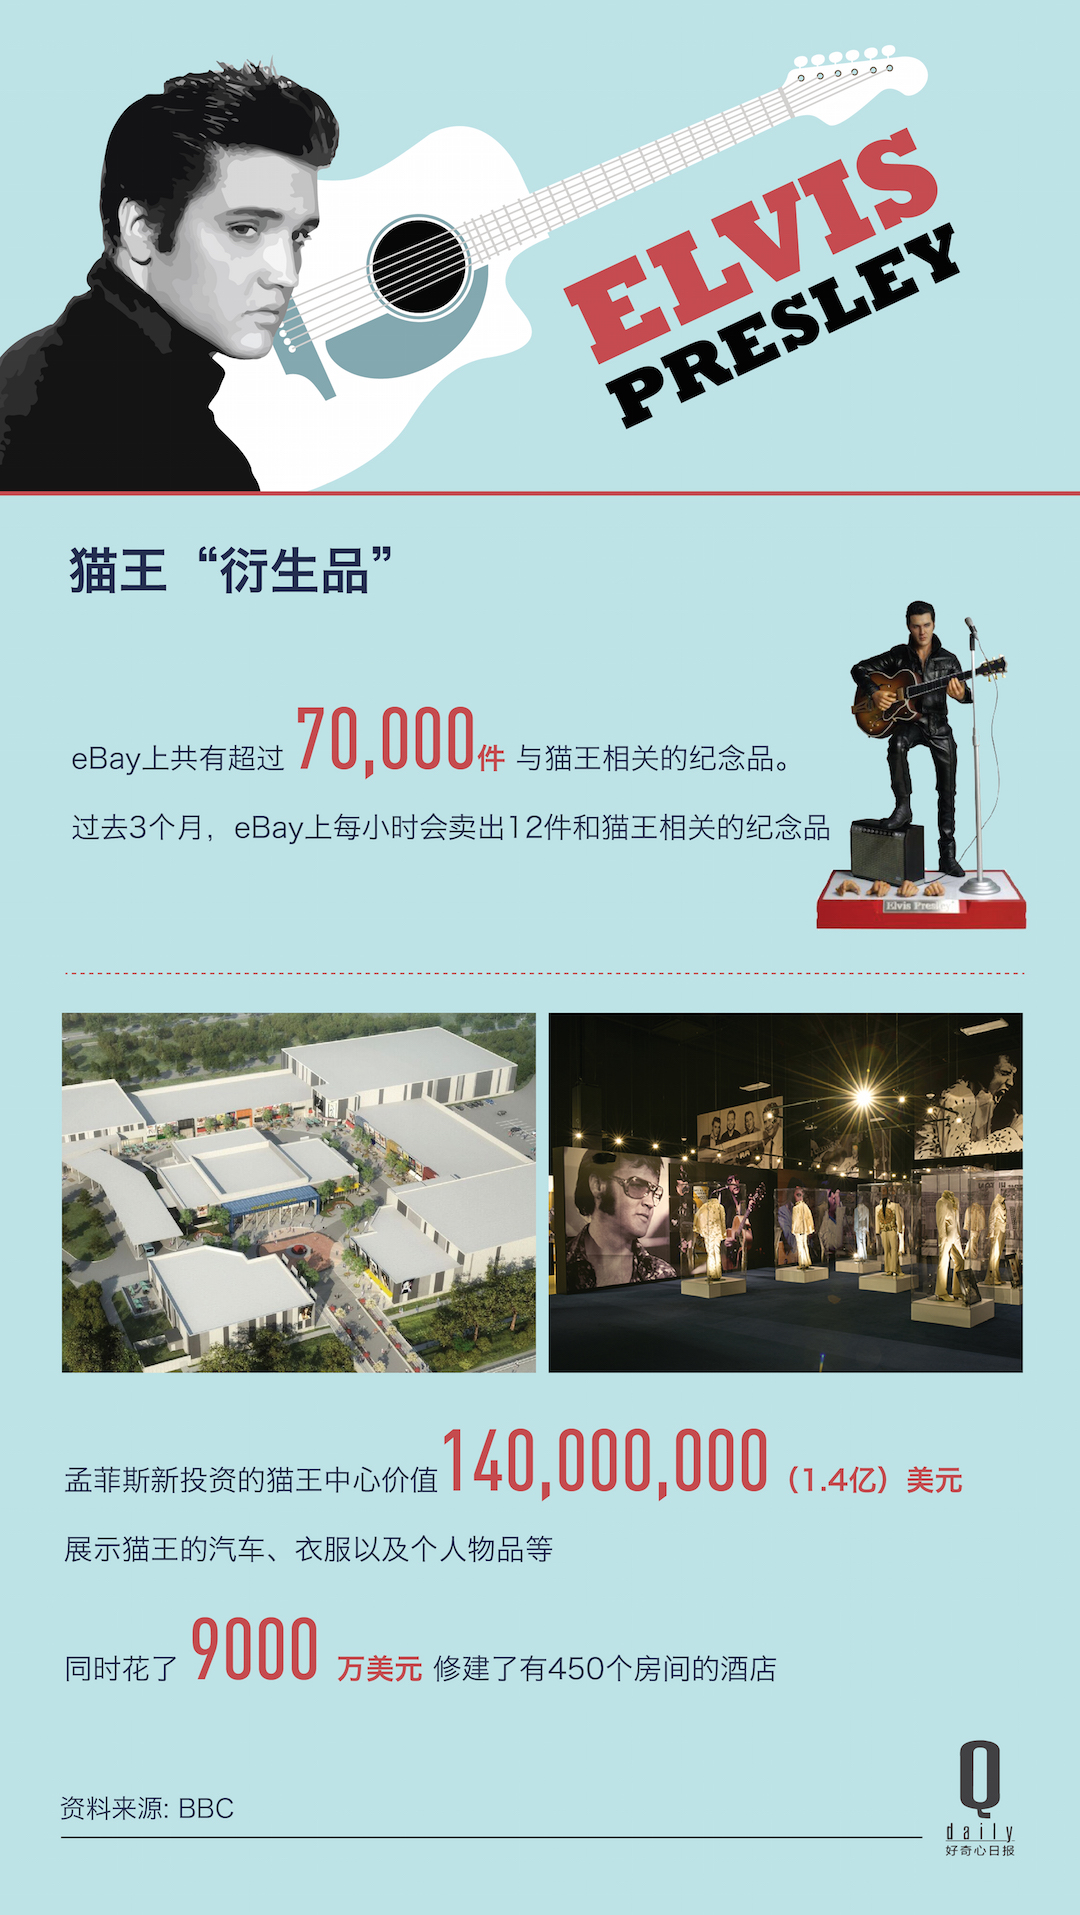 ELVIS
PRESLEY
猫王“衍生品”
eBay上共有超过 70,000件 与猫王相关的纪念品。
过去3个月，eBay上每小时会卖出12件和猫王相关的纪念品
Elvis Presley
孟菲斯新投资的猫王中心价值140,000,000（1.4亿）美元
展示猫王的汽车、衣服以及个人物品等
同时花了 9000 万美元 修建了有450个房间的酒店
资料来源: BBC
Q
daily
好奇心日报